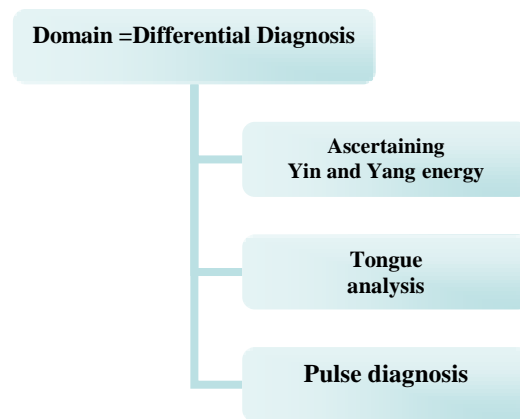 Domain =Differential Diagnosis
Ascertaining
Yin and Yang energy
Tongue
analysis
Pulse diagnosis